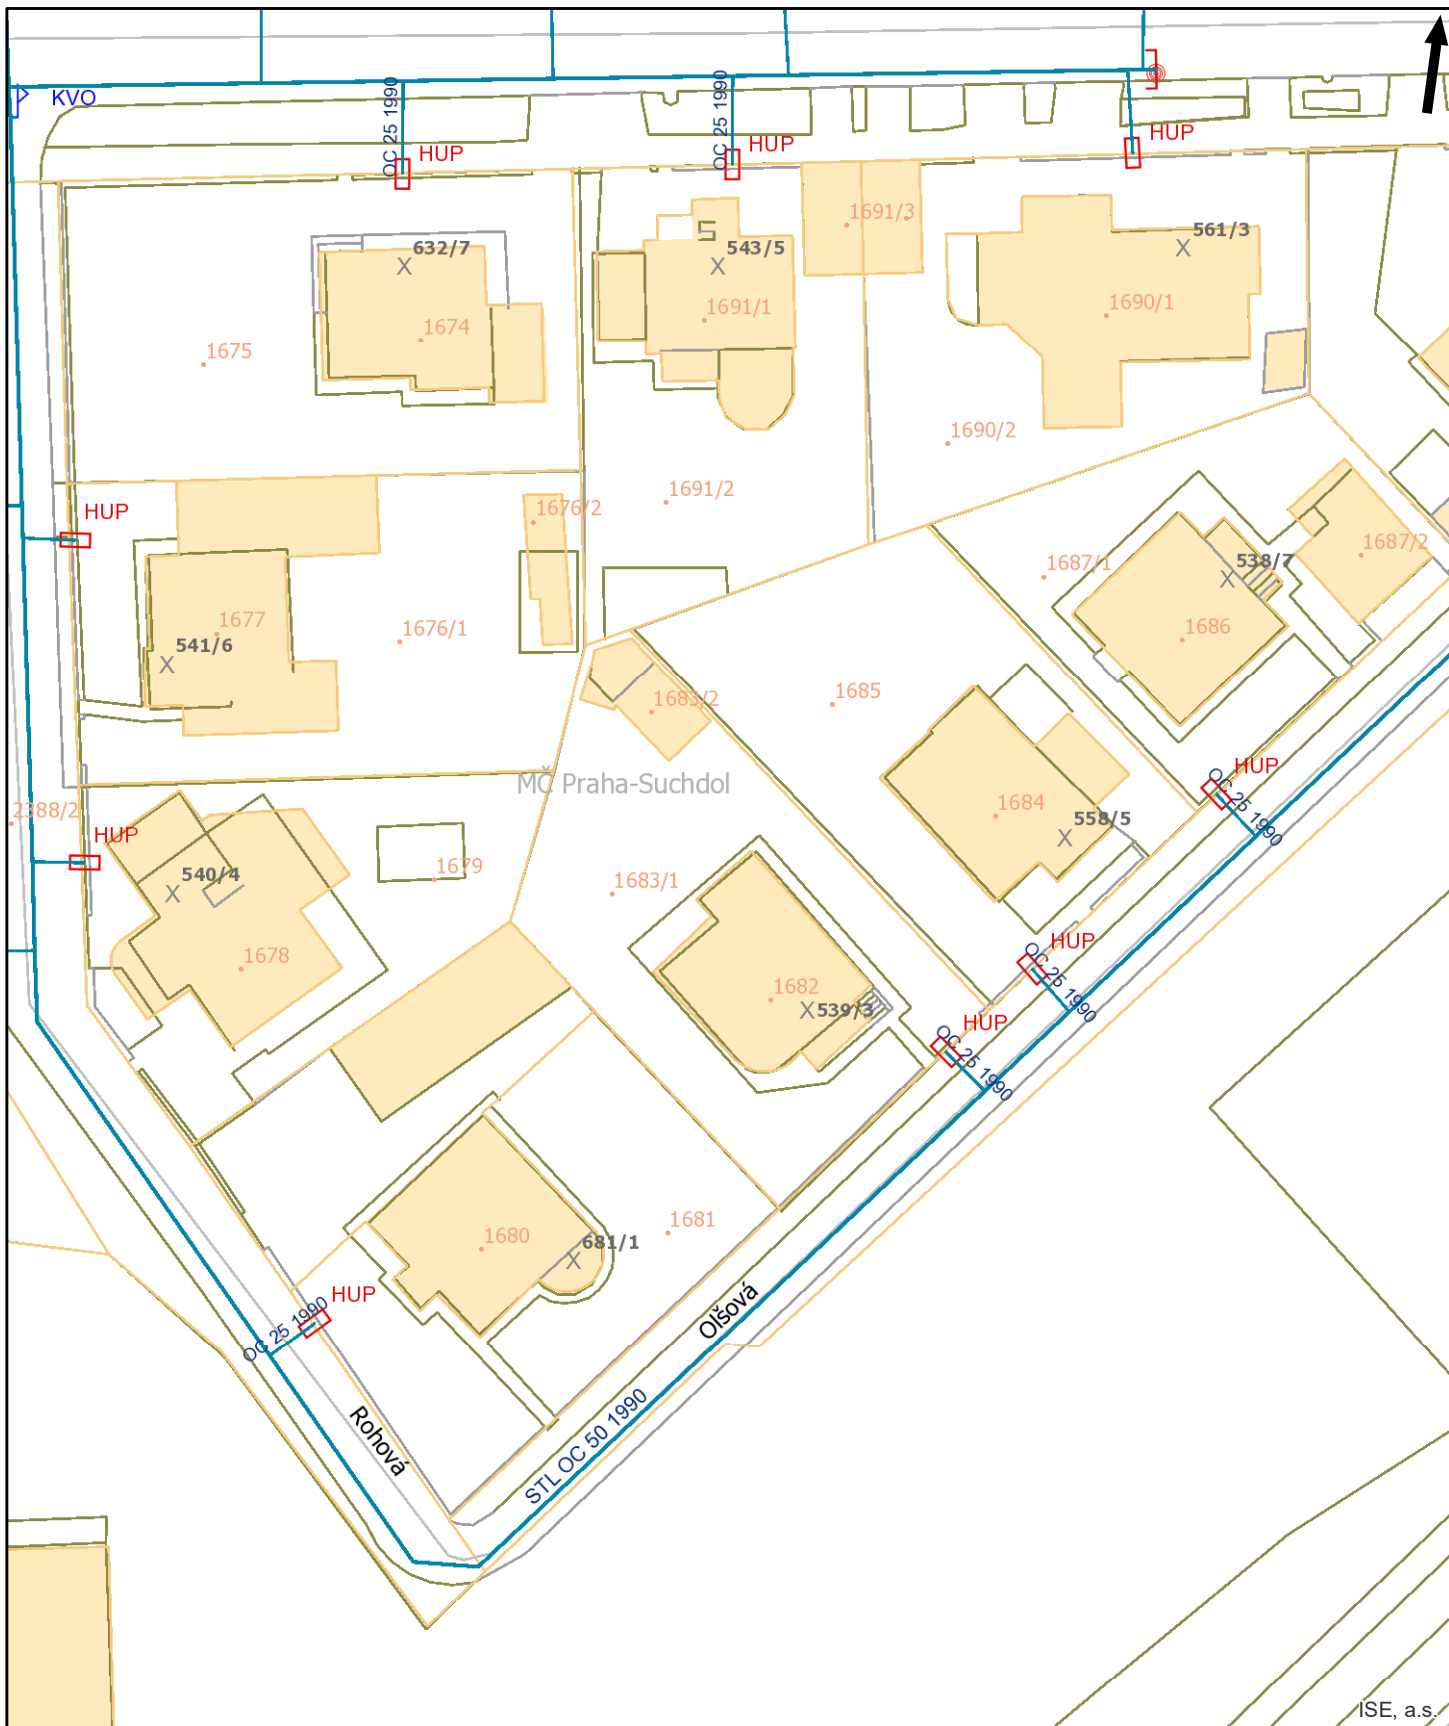 KVO
OC 25 1990
HUP
OC 25 1990
HUP
HUP
1691/3
632/7
543/5
561/3
1674
1691/1
1690/1
1675
1690/2
1691/2
1676/2
HUP
1687/2
538/7
1687/1
1677
1676/1
1686
541/6
1685
1683/2
MČ Praha-Suchdol
HUP
OC 25 1990
2388/2
1684
558/5
HUP
540/4
1679
1683/1
1678
HUP
OC 25 1990
1682
539/3
HUP
OC 25 1990
1681
1680
681/1
HUP
OC 25 1990
Olšová
Rohová
STL OC 50 1990
ISE, a.s.